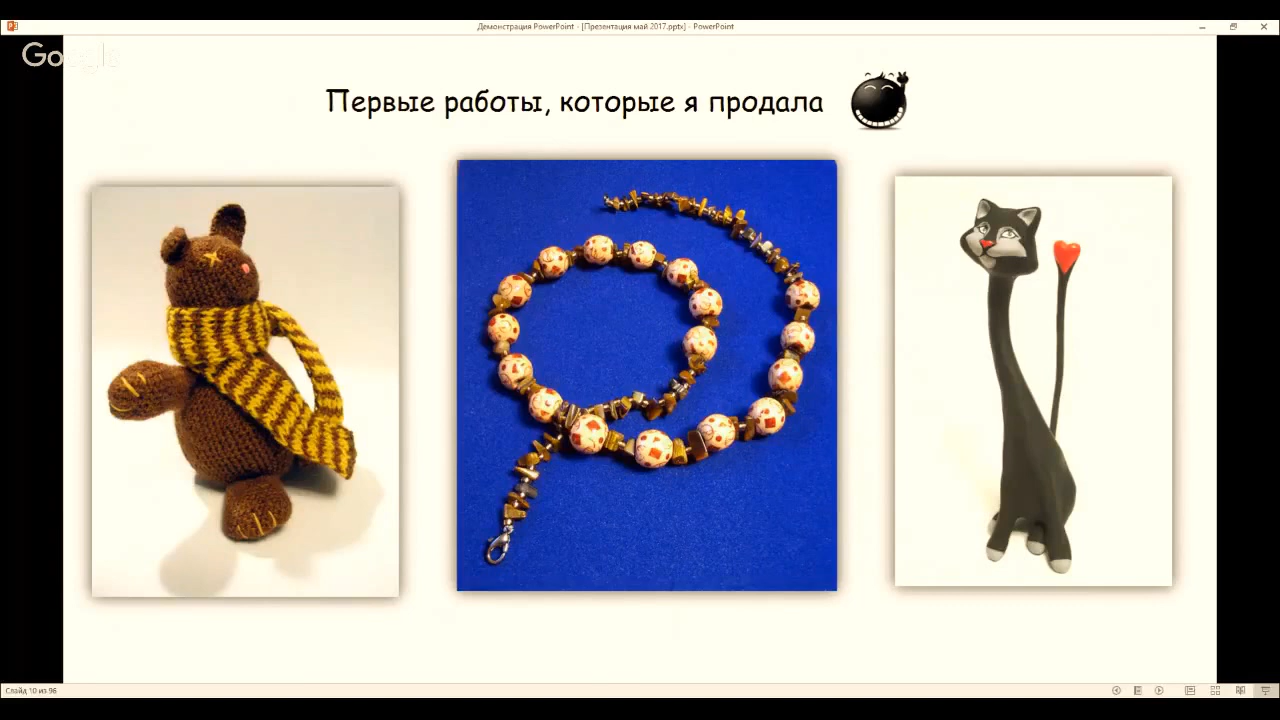 Демонстрация PowerPoint - [Презентация май 2017.pptx] - PowerPoint
Google
Первые работы, которые я продала
Слайд 10 из 96